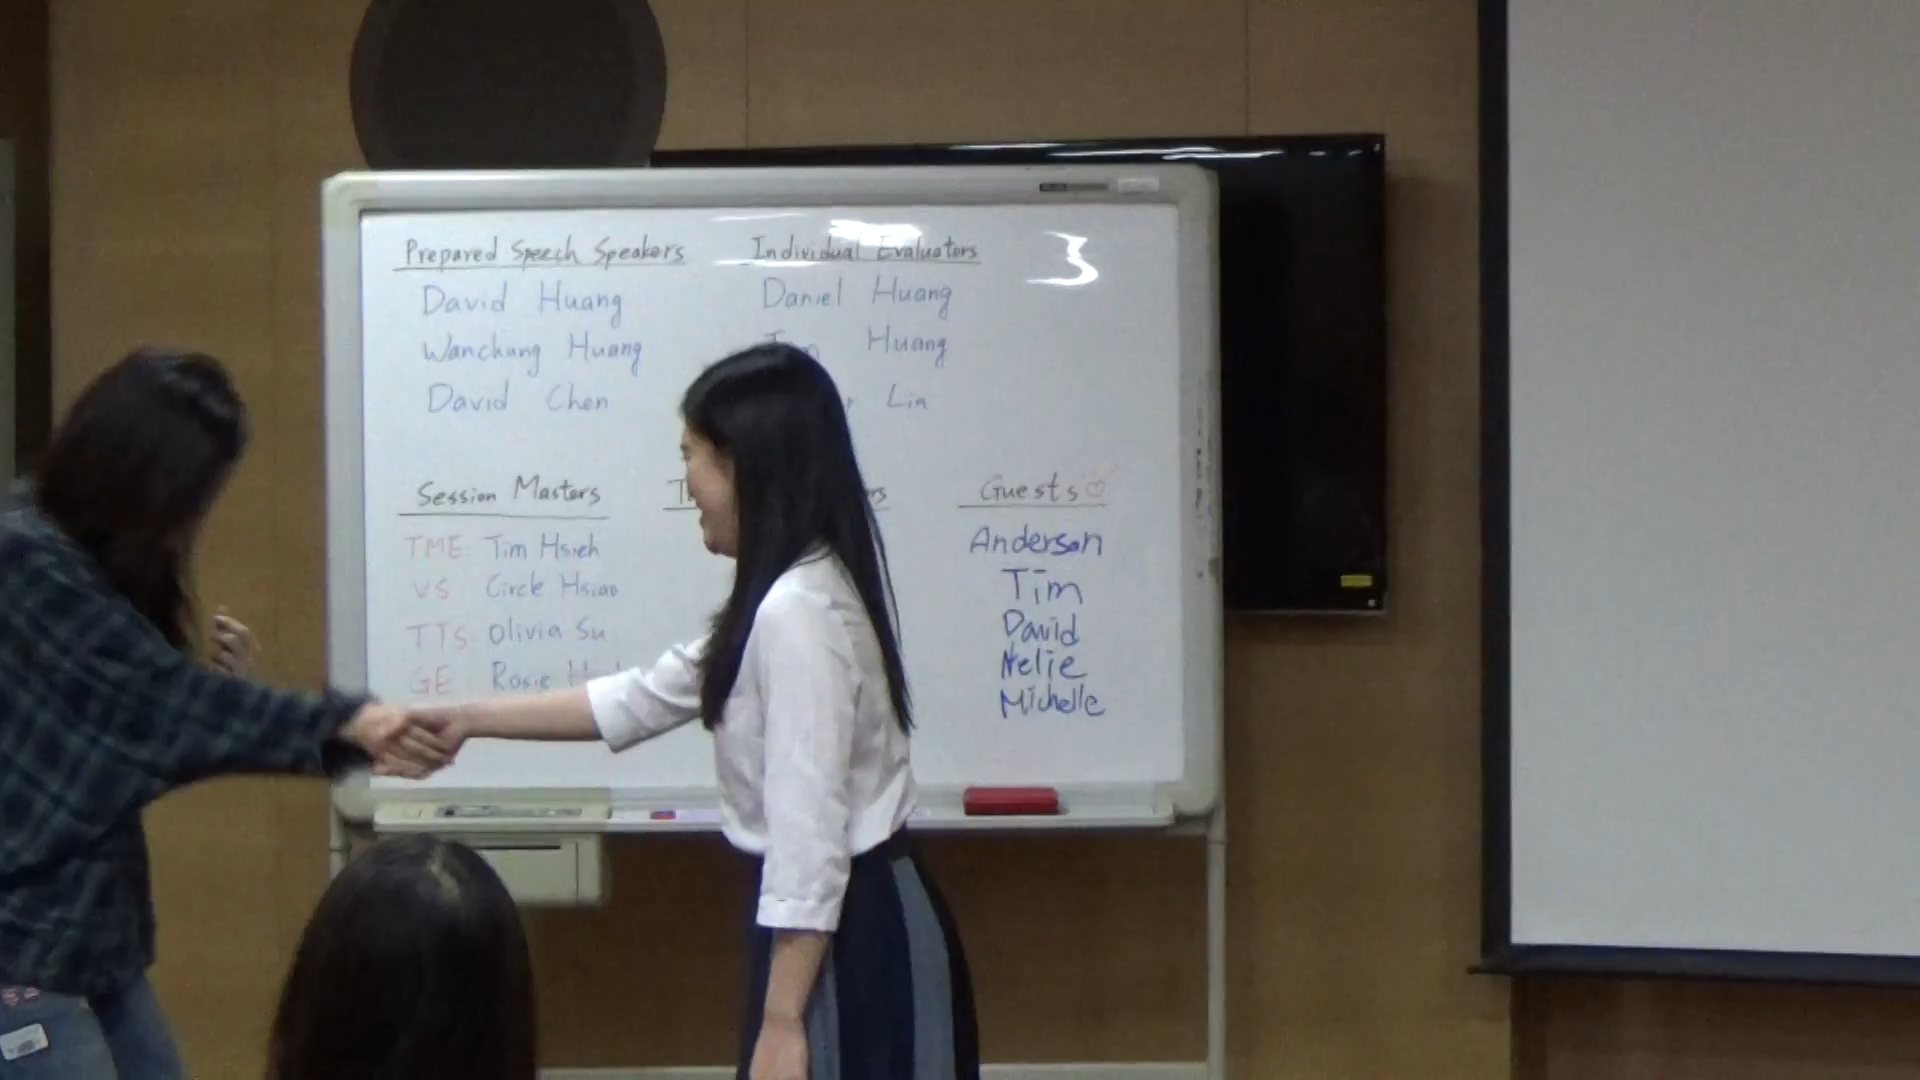 Prepared Speech Speakers
David Huang
Wanchung Huang
David Chen
Individual Evaluators
Daniel Huang
Huang
Lin
Session Masters
TME Tim Hsieh
VS Circle Hsiao
TTS Olivia Su
GE Rosie
Guests
Anderson
Tim
David
Nelie
Michelle